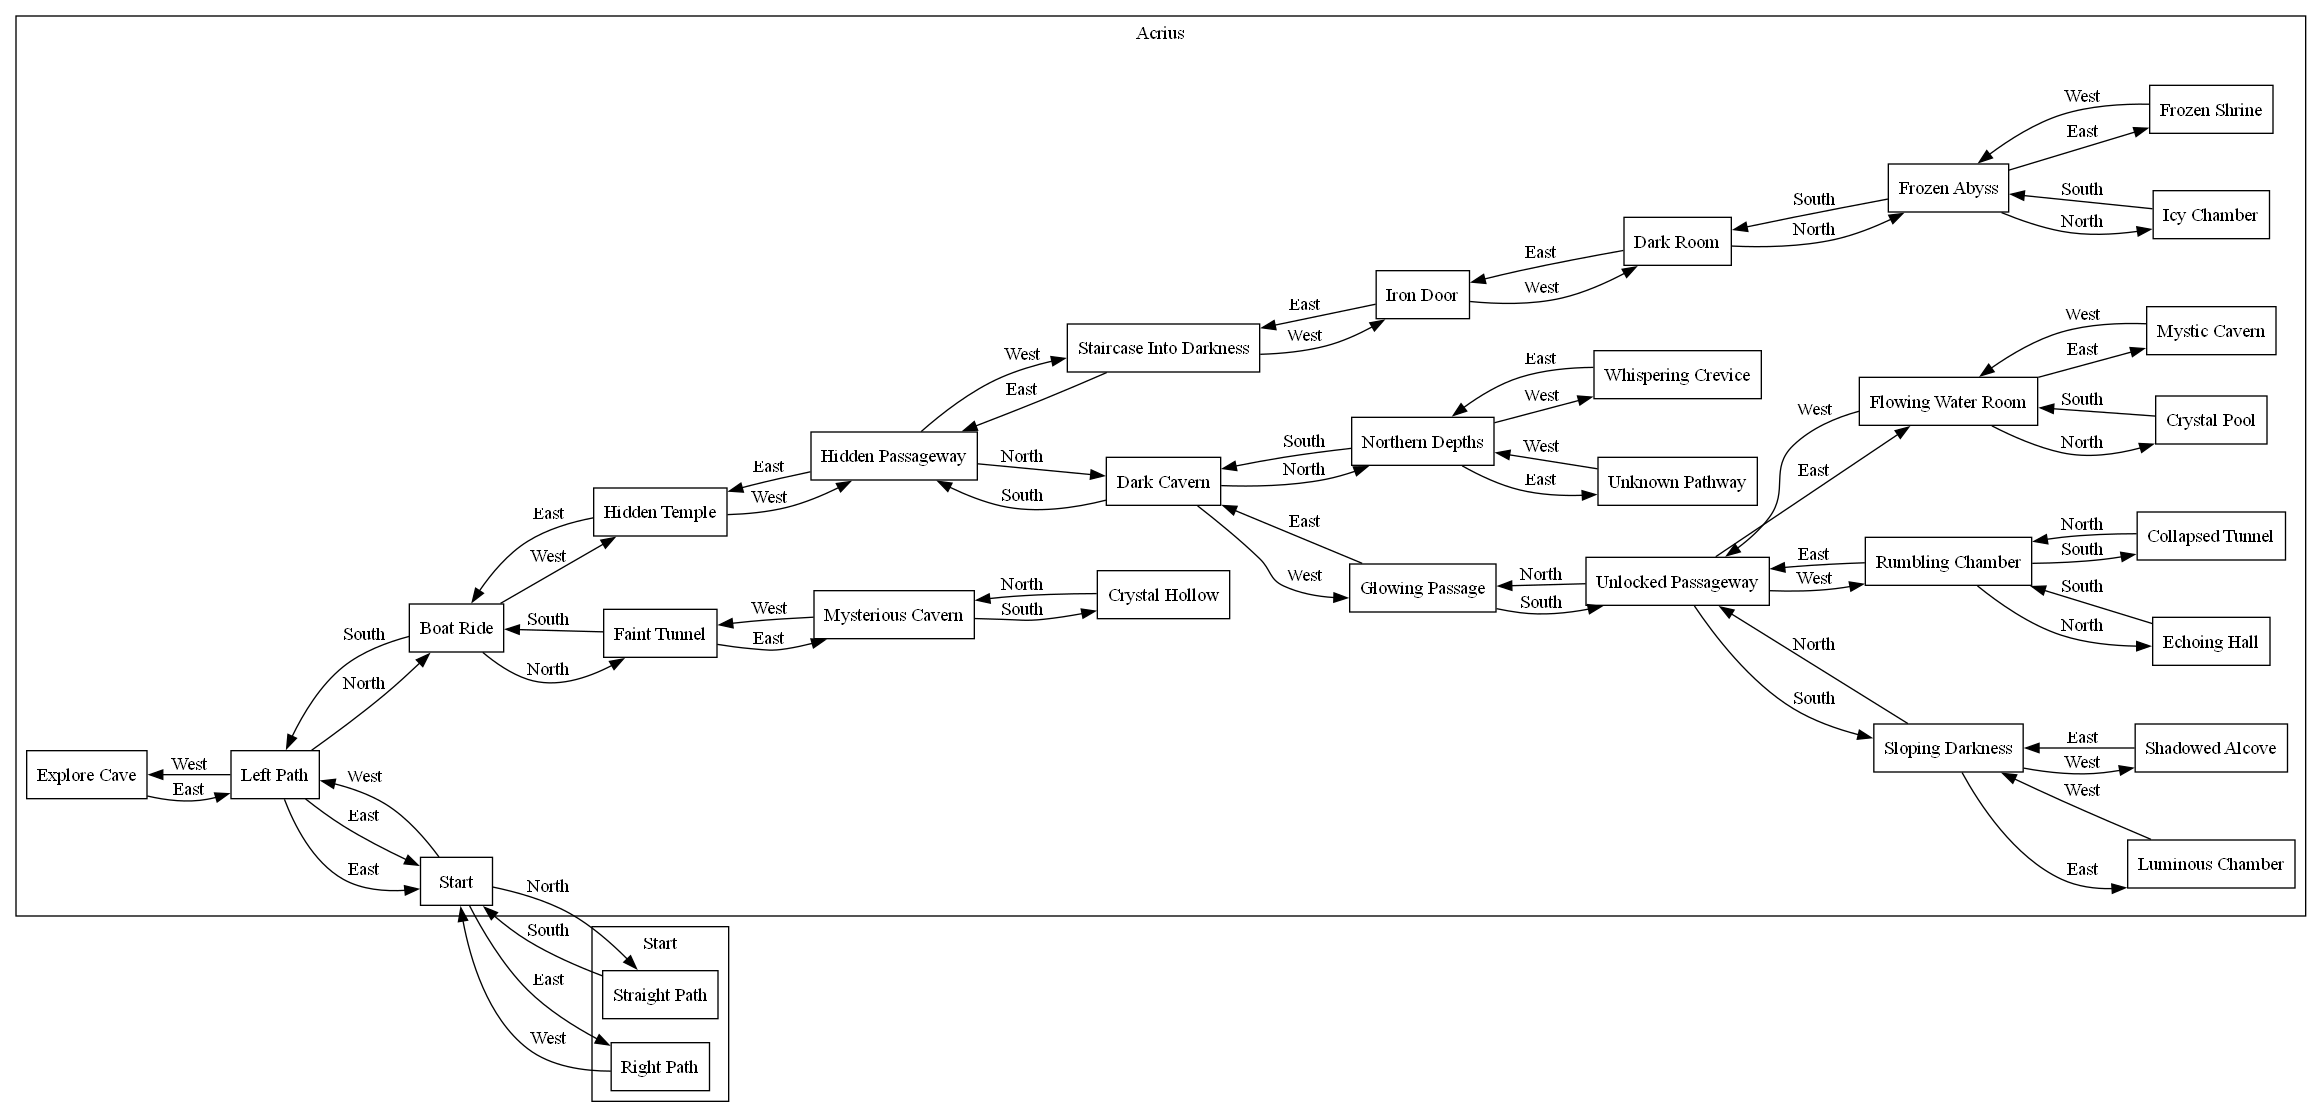 Acrius
West
Frozen Shrine
East
Frozen Abyss
South
Icy Chamber
North
South
Dark Room
North
East
Iron Door
West
East
Staircase Into Darkness
West
West
East
West
Mystic Cavern
East
Flowing Water Room
West
South
Crystal Pool
North
East
East
Whispering Crevice
West
Northern Depths
South
West
North
Unknown Pathway
East
Hidden Passageway
North
Dark Cavern
South
East
West
Hidden Temple
East
West
East
West
Glowing Passage
North
South
Unlocked Passageway
East
West
Rumbling Chamber
North
Collapsed Tunnel
South
South
Echoing Hall
North
North
South
Boat Ride
South
Faint Tunnel
North
West
Mysterious Cavern
East
North
Crystal Hollow
South
South
North
Sloping Darkness
East
Shadowed Alcove
West
West
Luminous Chamber
East
Explore Cave
West
East
Left Path
West
East
East
Start
North
South
Start
East
Straight Path
West
Right Path